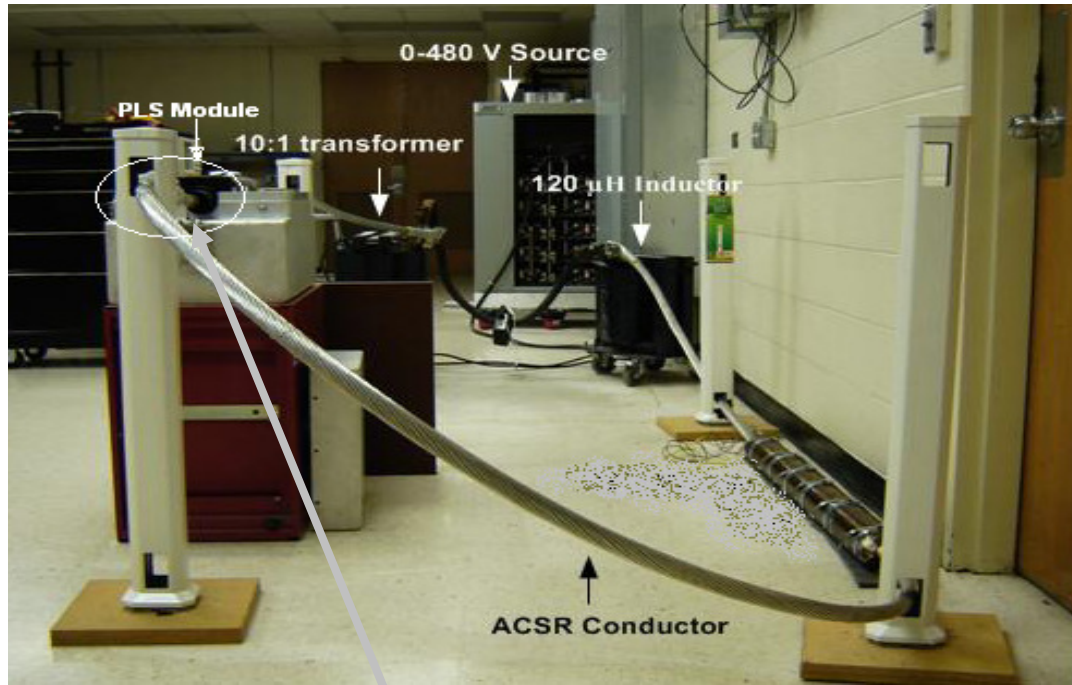 0-480 V Source
PLS Module
10:1 transformer
120 µH Inductor
ACSR Conductor